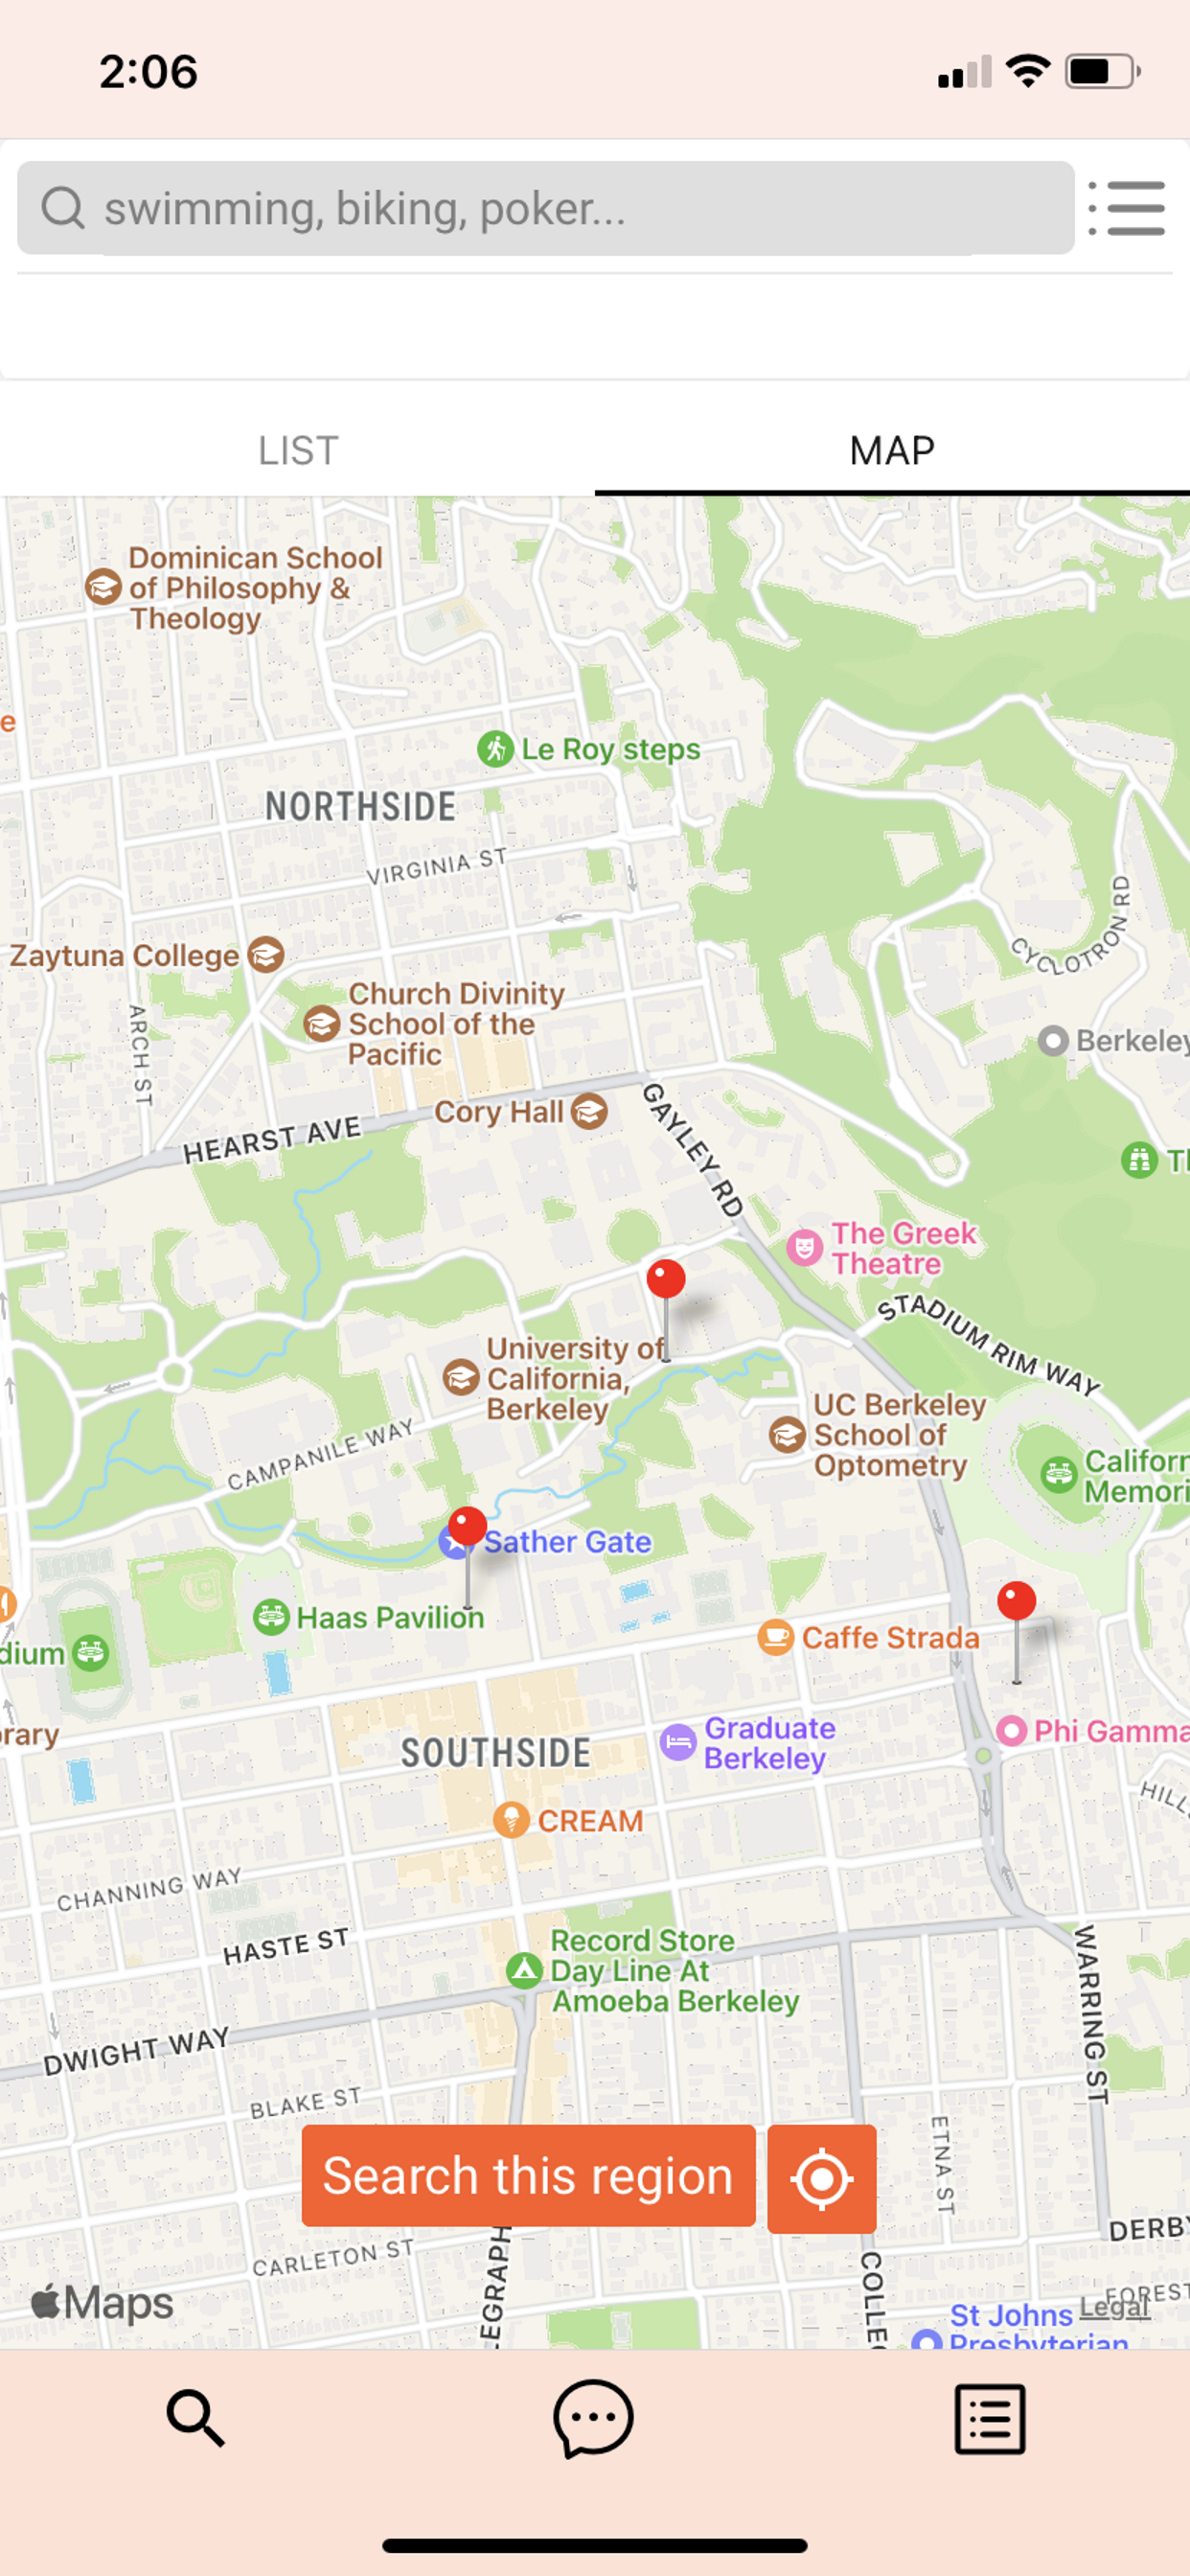 2:06
swimming, biking, poker...
LIST
MAP
Dominican School
of Philosophy &
Theology
e
Le Roy steps
NORTHSIDE
VIRGINIA ST
Zaytuna College
CYCLOTRON RD
Church Divinity
School of the
Pacific
ARCH ST
Berkeley
Cory Hall
GAYLEY RD
HEARST AVE
The Greek
Theatre
STADIUM RIM WAY
University of
California,
Berkeley
UC Berkeley
School of
Optometry
CAMPANILE WAY
Californ
Memori
Sather Gate
Haas Pavilion
Caffe Strada
dium
brary
Graduate
Berkeley
Phi Gamma
SOUTHSIDE
HILL
CREAM
CHANNING WAY
HASTE ST
Record Store
Day Line At
Amoeba Berkeley
WARRING ST
DWIGHT WAY
BLAKE ST
ETNA ST
Search this region
DERBY
CARLETON ST
EGRAPH
COLLEG
FOREST
Maps
Legal
St Johns
Presbyterian